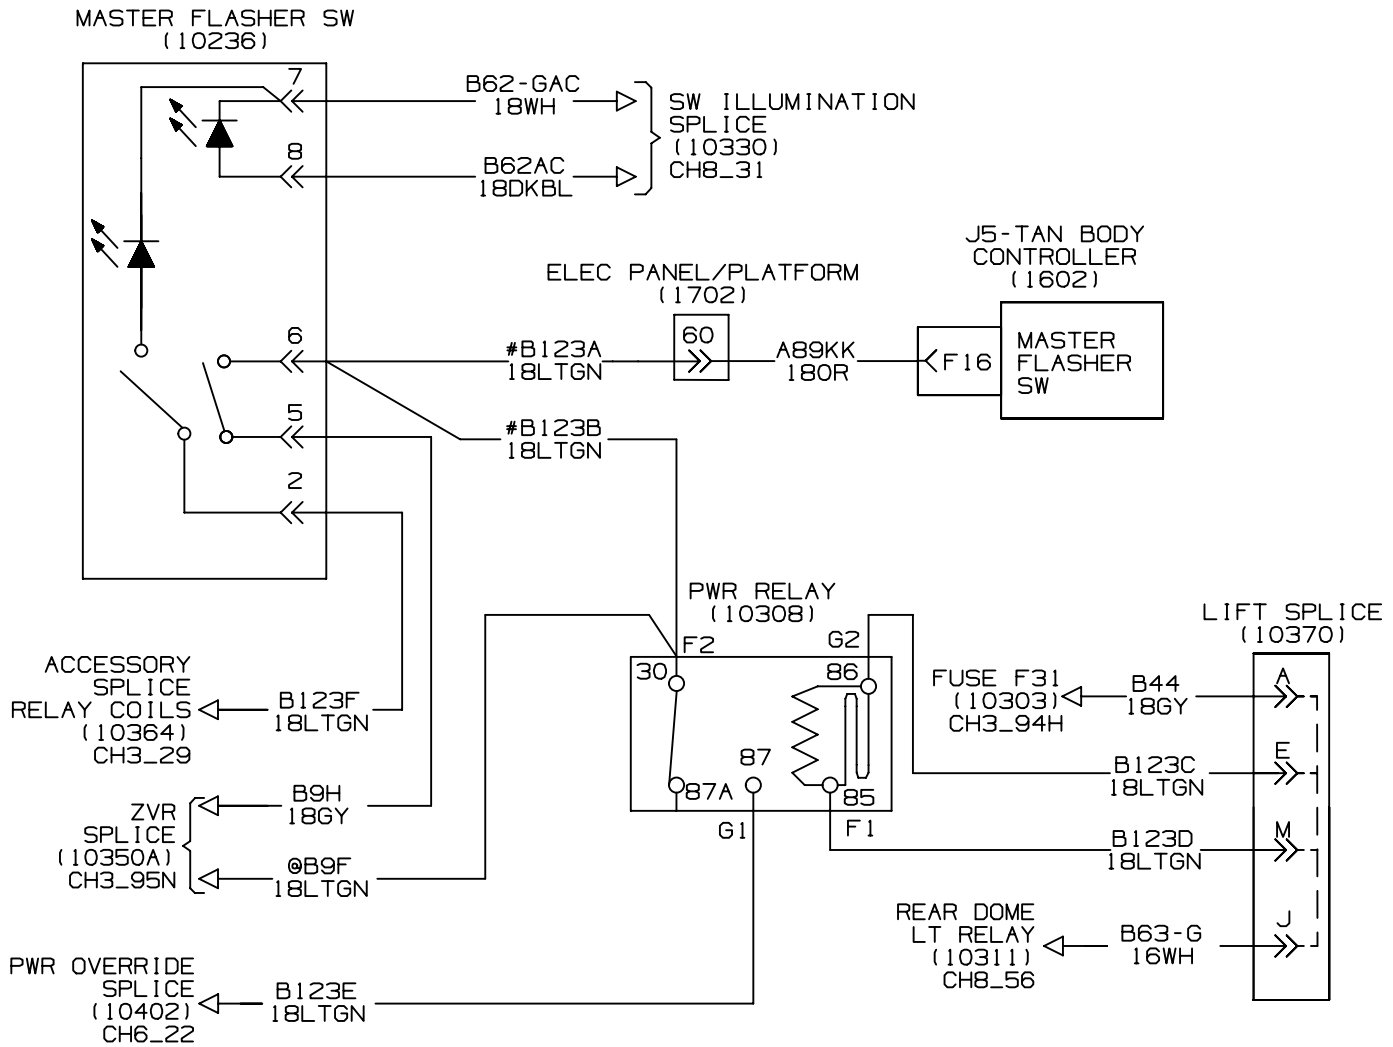 MASTER FLASHER SW
(10236)
7
B62-GAC
18WH
8
B62AC
18DKBL
SW ILLUMINATION
SPLICE
(10330)
CH8_31
J5-TAN BODY
CONTROLLER
(1602)
ELEC PANEL/PLATFORM
(1702)
6
#B123A
18LTGN
60
A89KK
18OR
F16
MASTER
FLASHER
SW
5
#B123B
18LTGN
2
PWR RELAY
(10308)
F2
G2
30
86
87
87A
85
G1
F1
LIFT SPLICE
(10370)
ACCESSORY
SPLICE
RELAY COILS
(10364)
CH3_29
B123F
18LTGN
FUSE F31
(10303)
CH3_94H
B44
18GY
A
B123C
18LTGN
E
ZVR
SPLICE
(10350A)
CH3_95N
B9H
18GY
@B9F
18LTGN
B123D
18LTGN
M
REAR DOME
LT RELAY
(10311)
CH8_56
B63-G
16WH
J
PWR OVERRIDE
SPLICE
(10402)
CH6_22
B123E
18LTGN